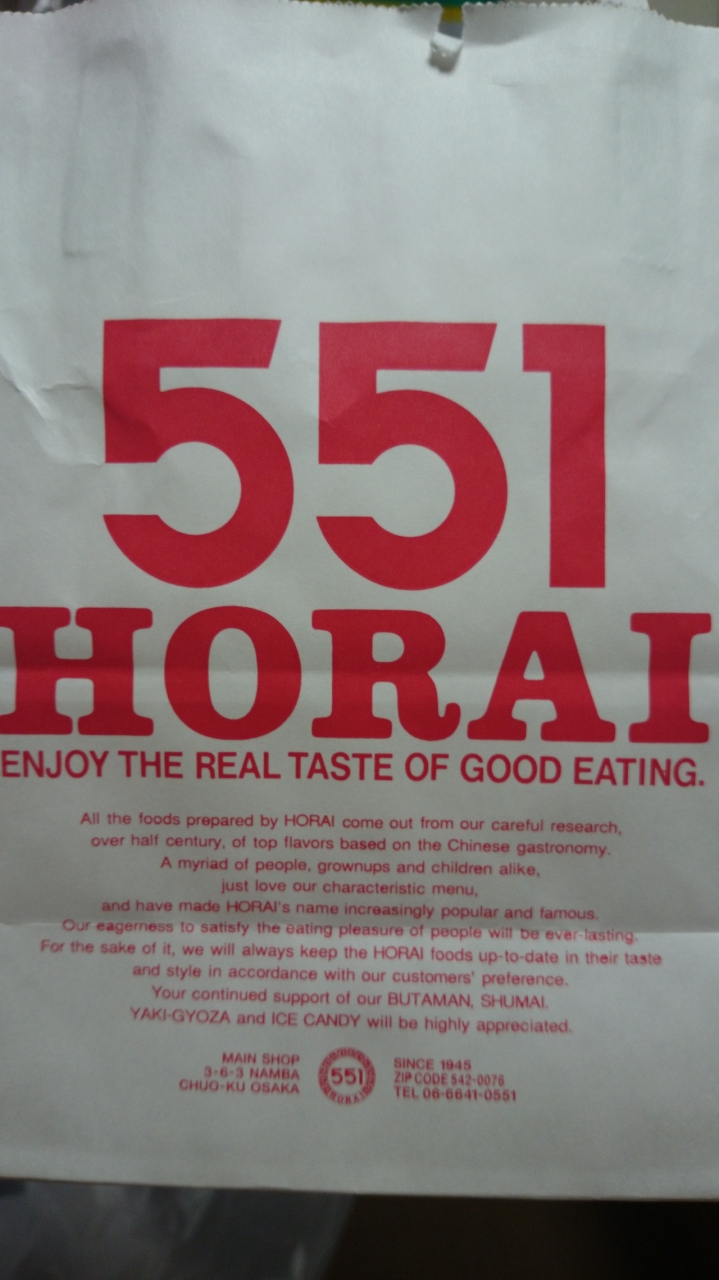 551
HORAI
ENJOY THE REAL TASTE OF GOOD EATING.
All the foods prepared by HORAI come out from our careful research,
over half century, of top flavors based on the Chinese gastronomy.
A myriad of people, grownups and children alike,
just love our characteristic menu,
and have made HORAI's name increasingly popular and famous.
Our eagerness to satisfy the eating pleasure of people will be ever-lasting.
For the sake of it, we will always keep the HORAI foods up-to-date in their taste
and style in accordance with our customers' preference.
Your continued support of our BUTAMAN, SHUMAI.
YAKI-GYOZA and ICE CANDY will be highly appreciated.
MAIN SHOP
3-6-3 NAMBA
CHUO-KU OSAKA
551
HORAI
SINCE 1945
ZIP CODE 542-0076
TEL 06-6641-0551